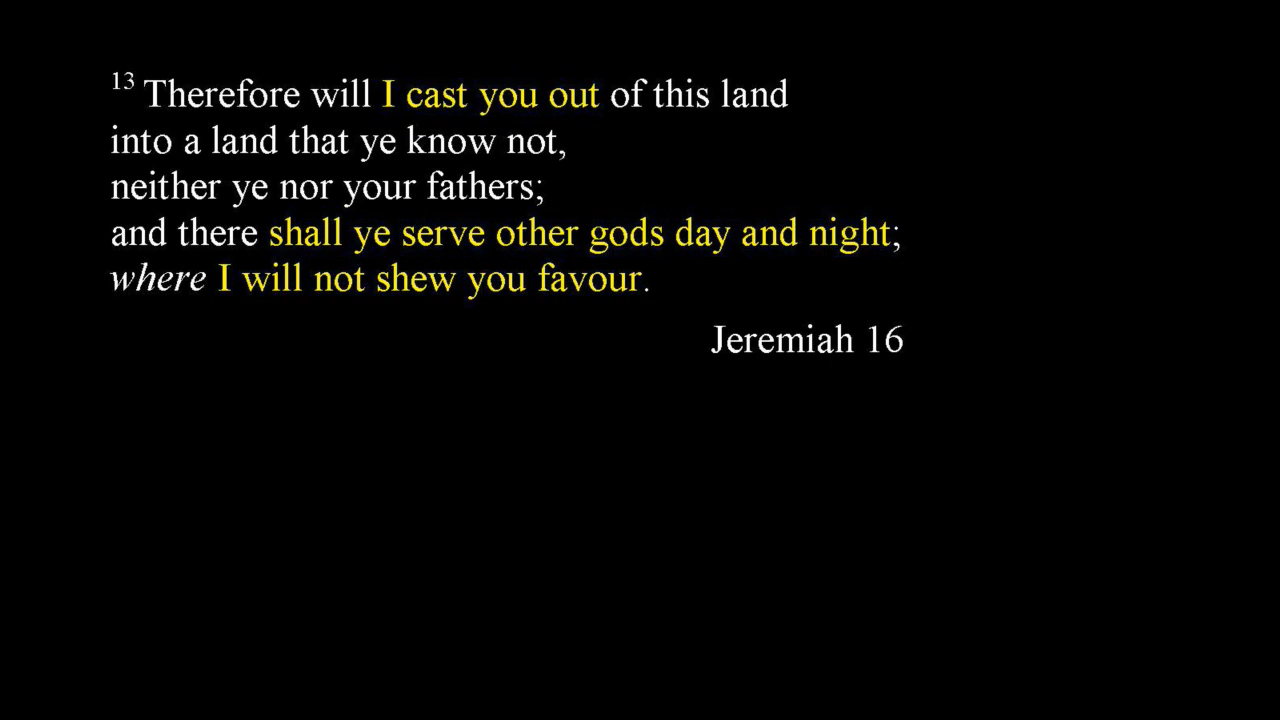 13 Therefore will I cast you out of this land
into a land that ye know not,
neither ye nor your fathers;
and there shall ye serve other gods day and night;
where I will not shew you favour.
Jeremiah 16